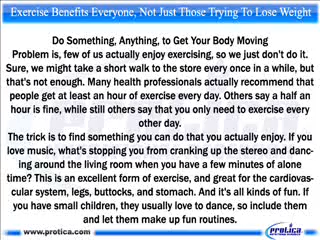 Exercise Benefits Everyone, Not Just Those Trying To Lose Weight
Do Something, Anything, to Get Your Body Moving
Problem is, few of us actually enjoy exercising, so we just don't do it.
Sure, we might take a short walk to the store every once in a while, but
that's not enough. Many health professionals actually recommend that
people get at least an hour of exercise every day. Others say a half an
hour is fine, while still others say that you only need to exercise every
other day.
The trick is to find something you can do that you actually enjoy. If you
love music, what's stopping you from cranking up the stereo and danc-
ing around the living room when you have a few minutes of alone
time? This is an excellent form of exercise, and great for the cardiovas-
cular system, legs, buttocks, and stomach. And it's all kinds of fun. If
you have small children, they usually love to dance, so include them
and let them make up fun routines.
www.protica.com
protica